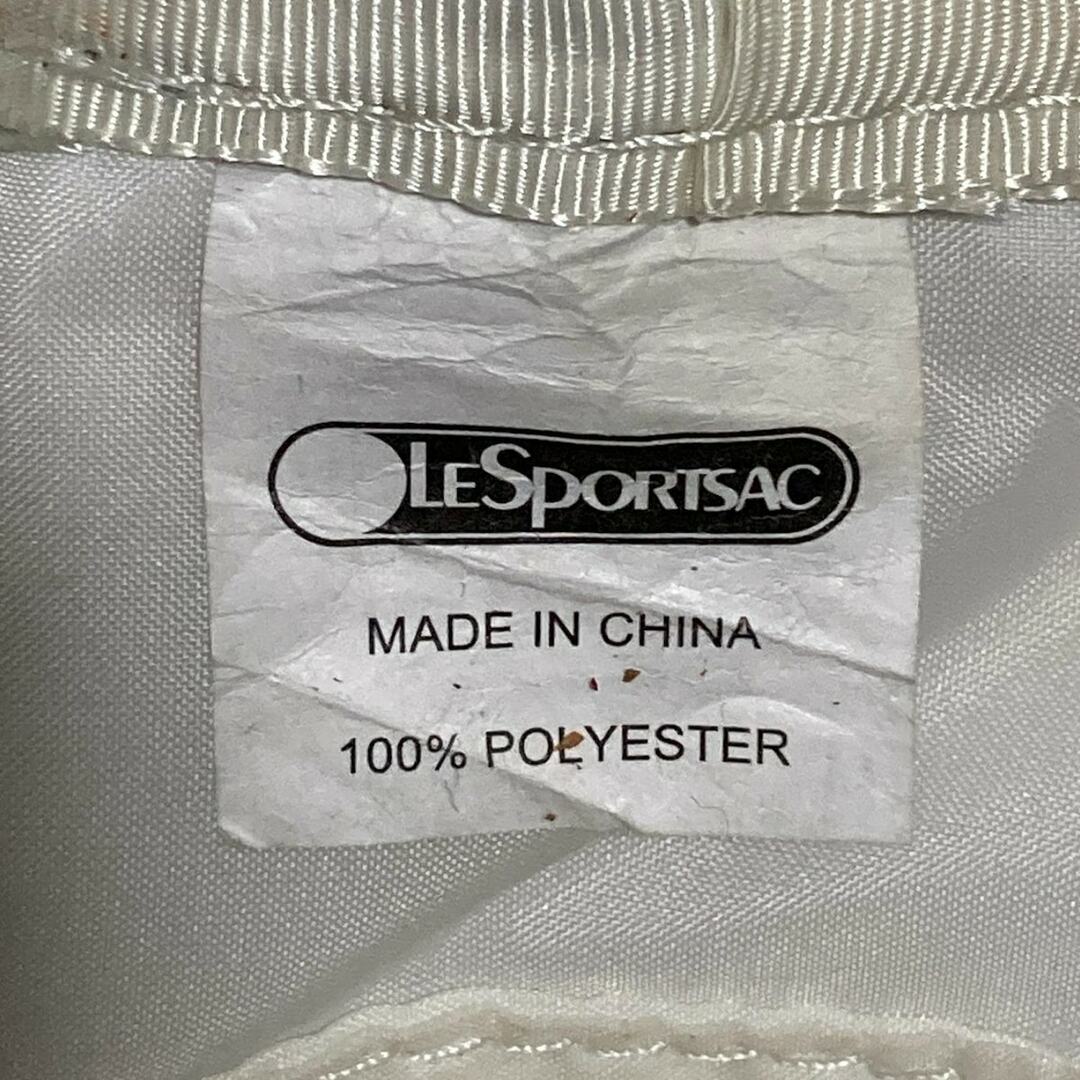 LESPORTSAC
MADE IN CHINA
100% POLYESTER